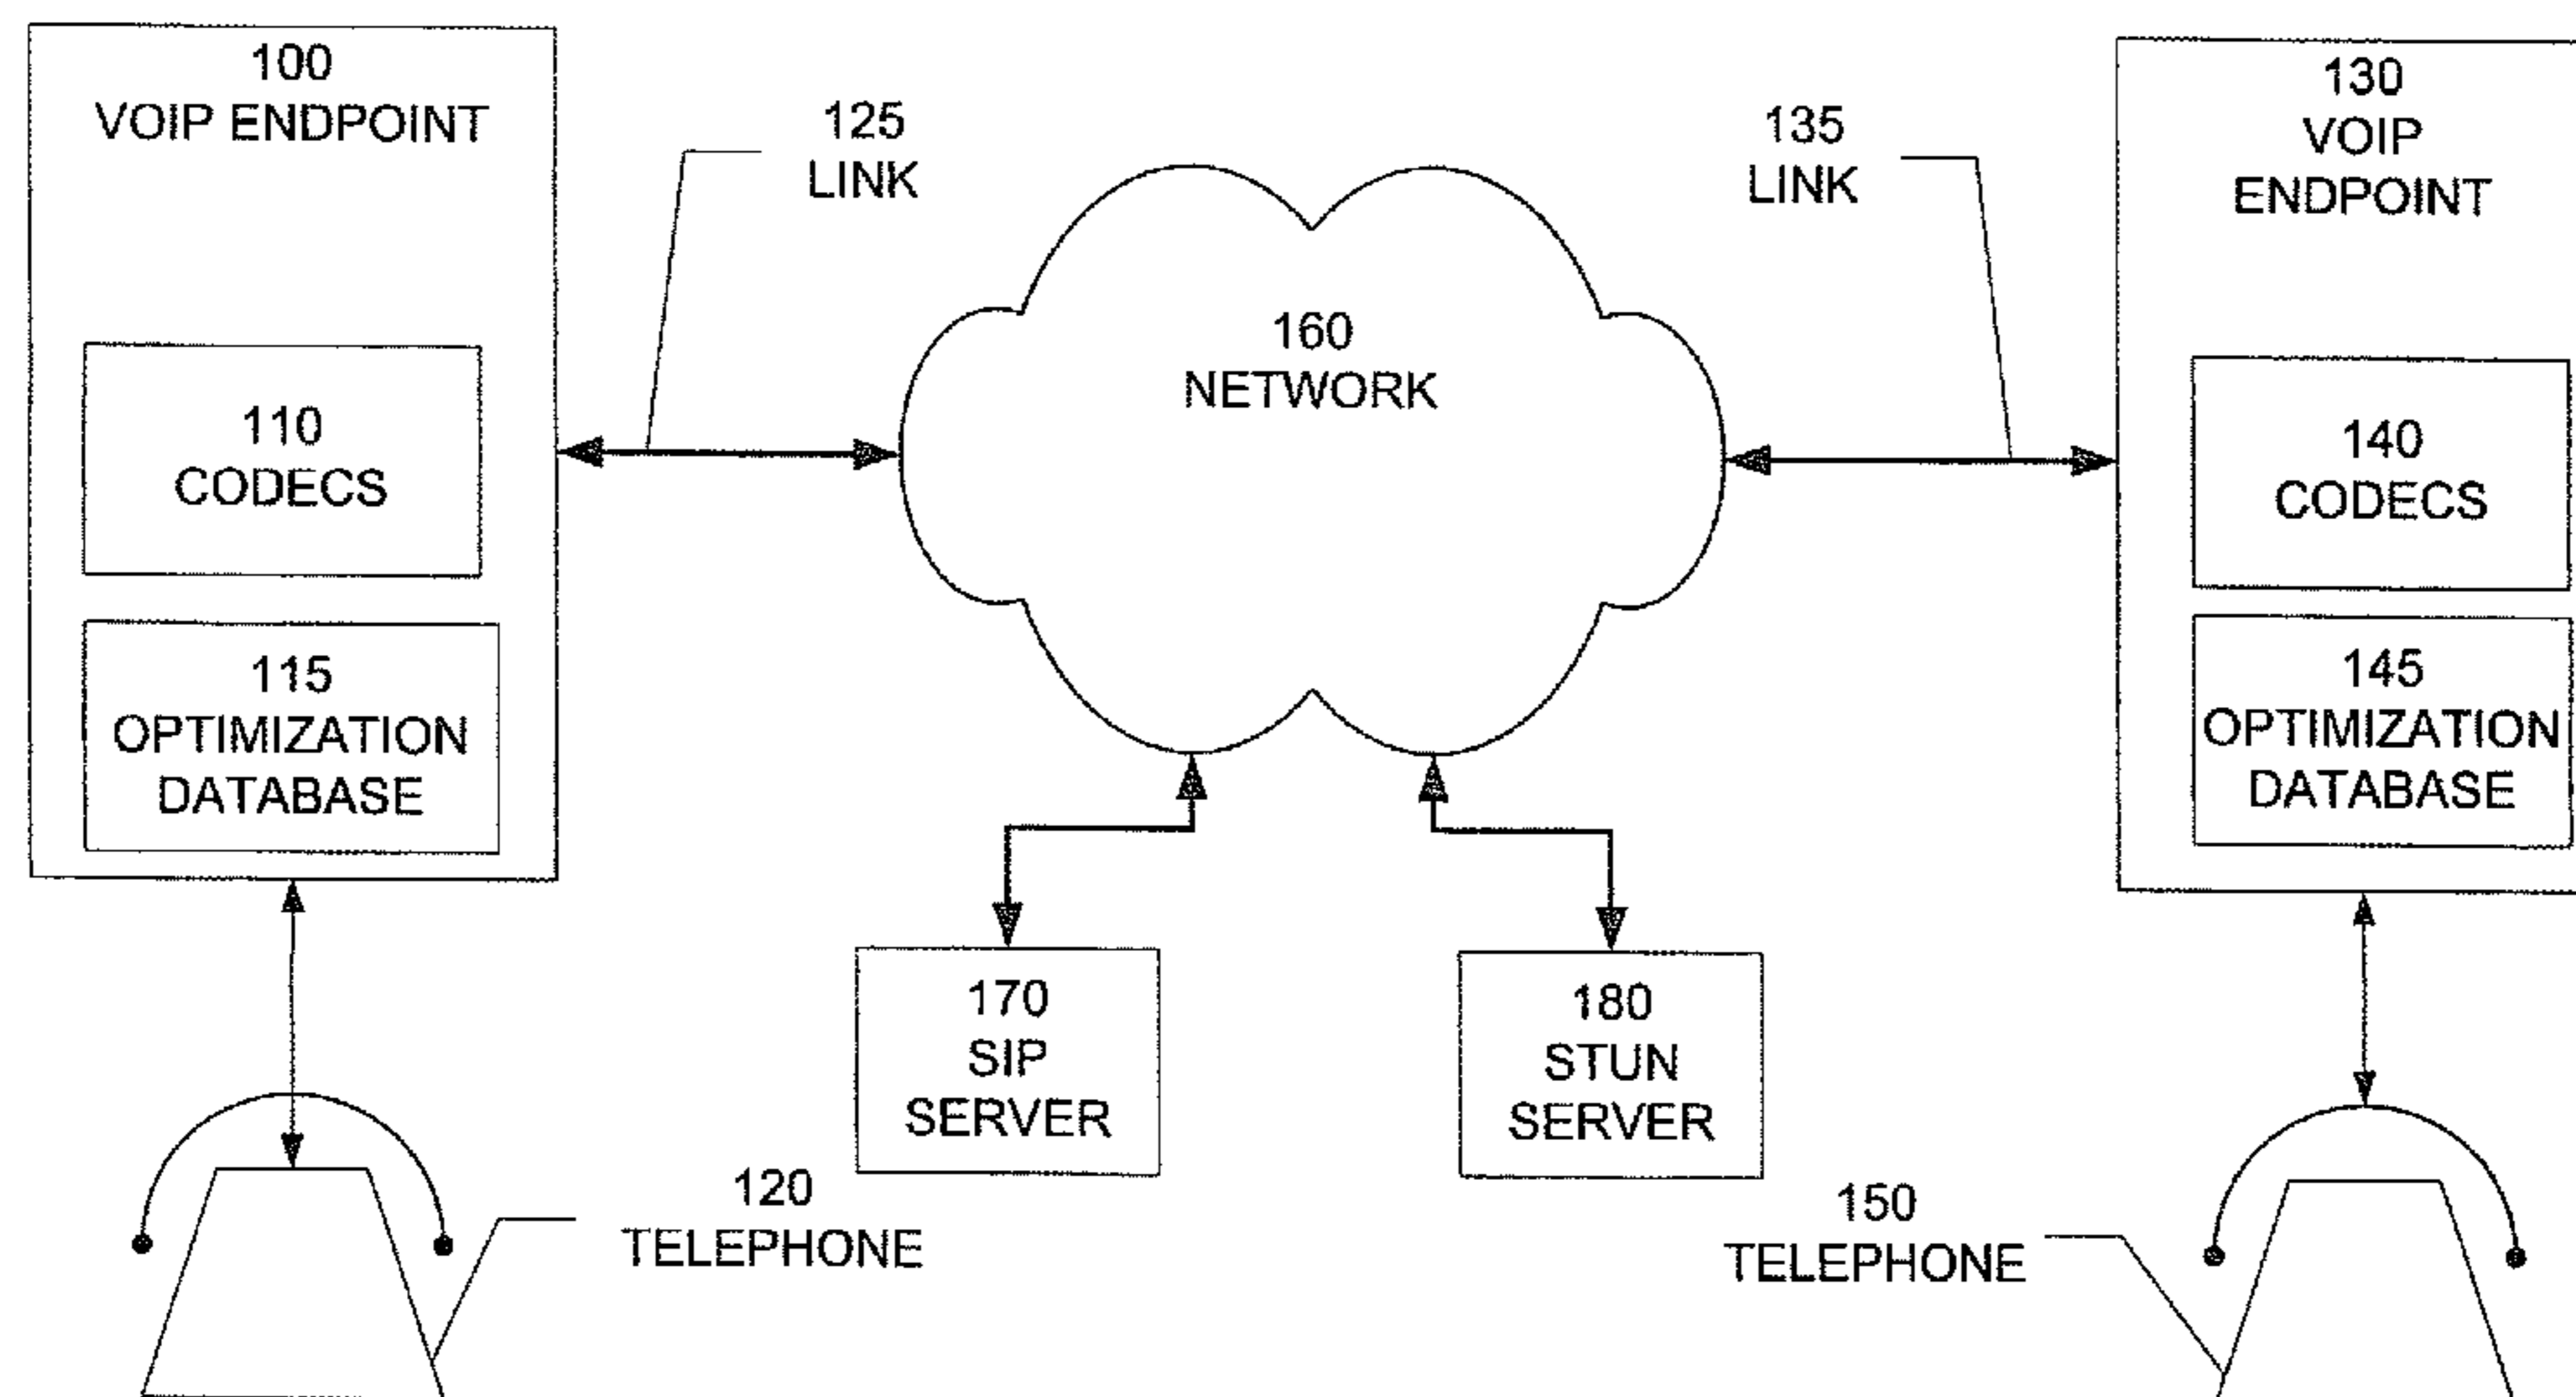 100
VOIP ENDPOINT
110
CODECS
115
OPTIMIZATION
DATABASE
125
LINK
160
NETWORK
135
LINK
130
VOIP
ENDPOINT
140
CODECS
145
OPTIMIZATION
DATABASE
170
SIP
SERVER
180
STUN
SERVER
120
TELEPHONE
150
TELEPHONE